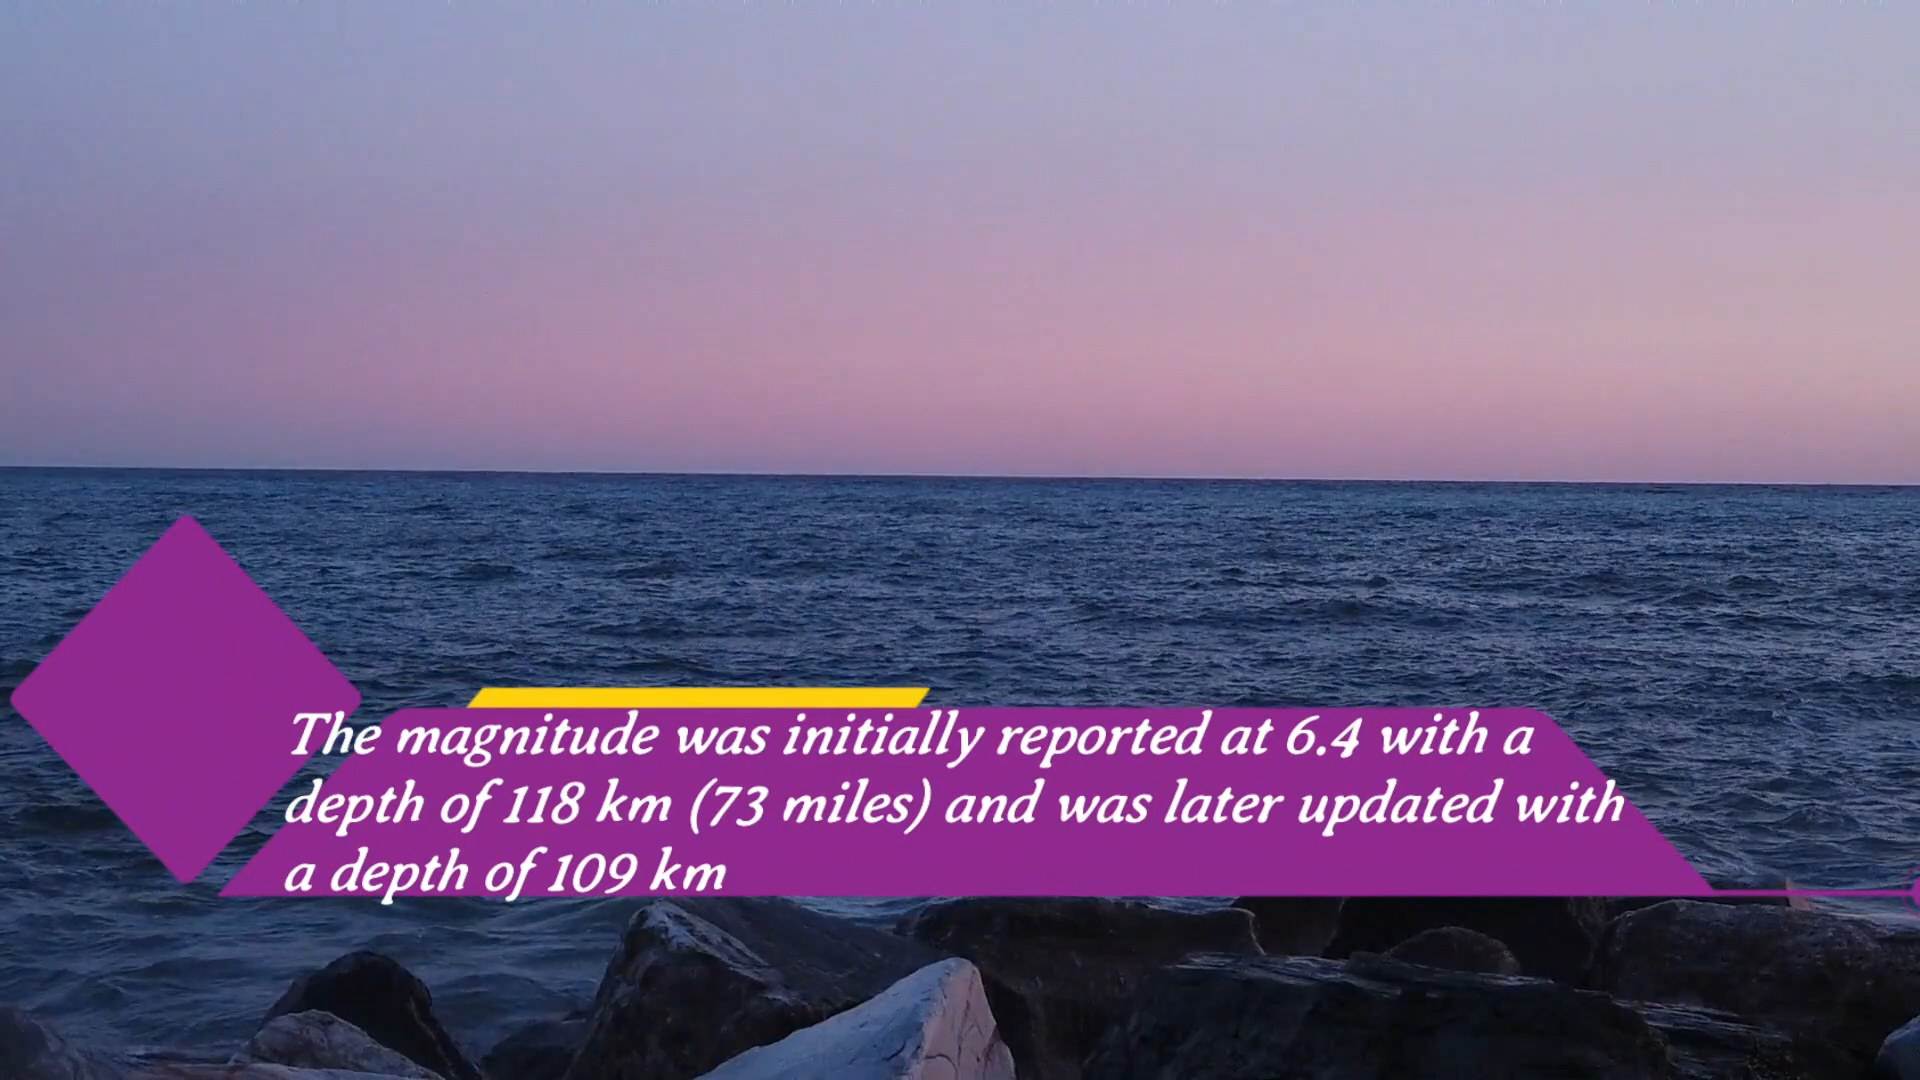 The magnitude was initially reported at 6.4 with a
depth of 118 km (73 miles) and was later updated with
a depth of 109 km